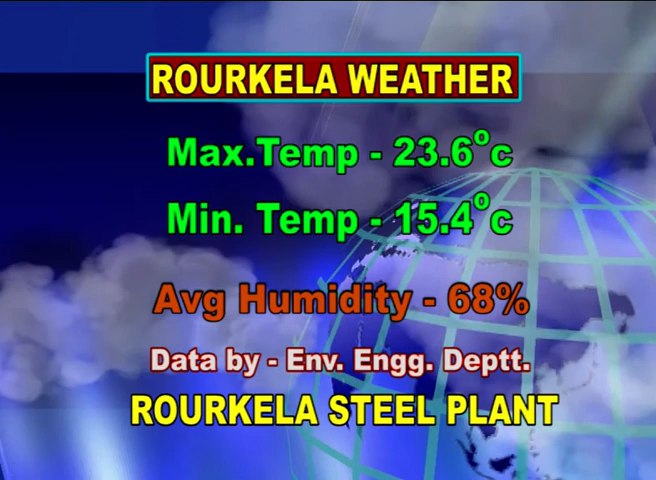 ROURKELA WEATHER
Max.Temp - 23.6°c
Min. Temp - 15.4°c
Avg Humidity - 68%
Data by - Env. Engg. Deptt.
ROURKELA STEEL PLANT